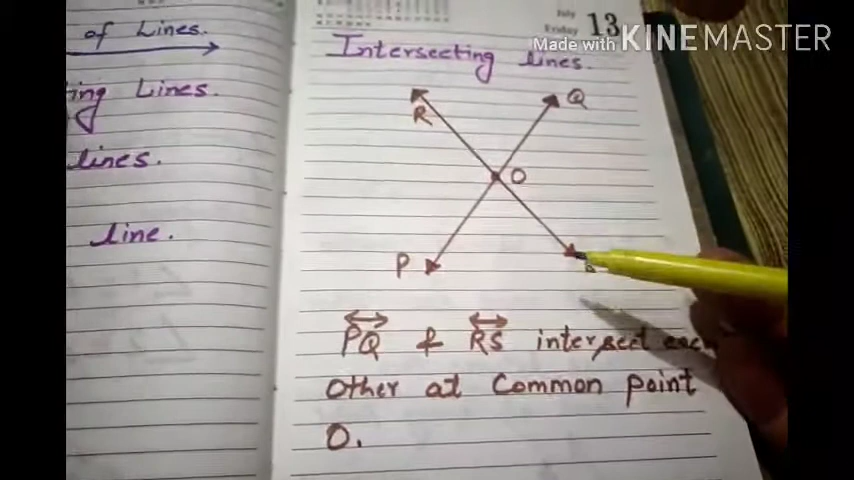 of Lines.
ing Lines.
lines.
line.
July
Friday 13
Made with KINEMASTER
Intersecting lines.
R
Q
O
P
PQ & RS intersect each
other at Common point
O.